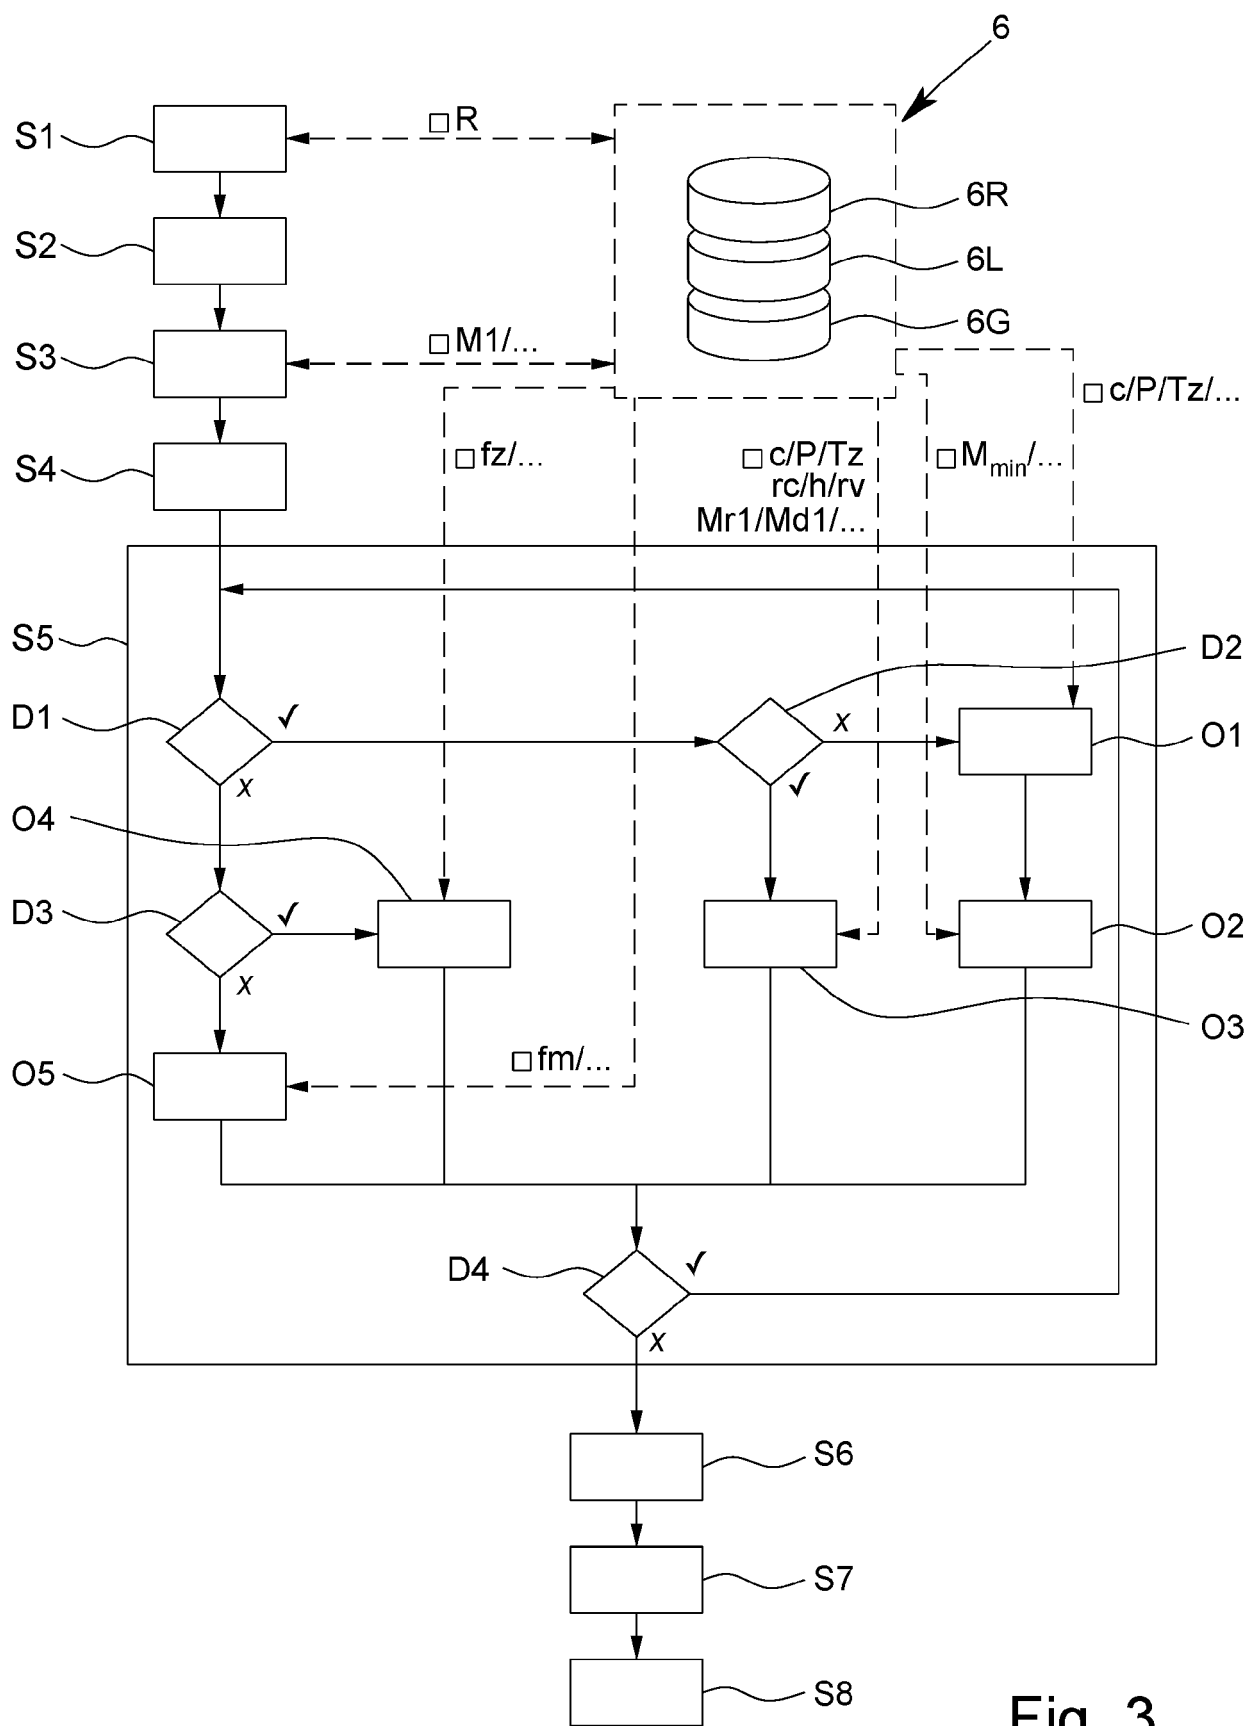 6
S1
□ R
6R
S2
6L
6G
S3
□ M1/...
□ c/P/Tz/...
S4
□ fz/...
□ c/P/Tz
rc/h/rv
Mr1/Md1/...
□ Mmin/...
S5
D2
D1
✓
x
O1
x
✓
O4
D3
✓
O2
x
O3
O5
□ fm/...
D4
✓
x
S6
S7
S8
Fig. 3